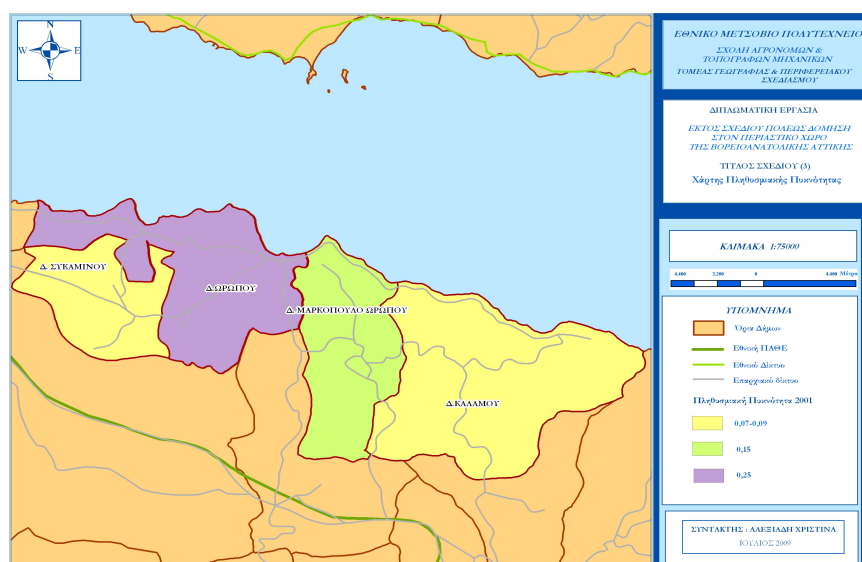 N
W E
S
Δ. ΣΥΚΑΜΙΝΟΥ
Δ.ΩΡΩΠΟΥ
Δ. ΜΑΡΚΟΠΟΥΛΟ ΩΡΩΠΟΥ
Δ.ΚΑΛΑΜΟΥ
ΕΘΝΙΚΟ ΜΕΤΣΟΒΙΟ ΠΟΛΥΤΕΧΝΕΙΟ
ΣΧΟΛΗ ΑΓΡΟΝΟΜΩΝ &
ΤΟΠΟΓΡΑΦΩΝ ΜΗΧΑΝΙΚΩΝ
ΤΟΜΕΑΣ ΓΕΩΓΡΑΦΙΑΣ & ΠΕΡΙΦΕΡΕΙΑΚΟΥ
ΣΧΕΔΙΑΣΜΟΥ
ΔΙΠΛΩΜΑΤΙΚΗ ΕΡΓΑΣΙΑ
ΕΚΤΟΣ ΣΧΕΔΙΟΥ ΠΟΛΕΩΣ ΔΟΜΗΣΗ
ΣΤΟΝ ΠΕΡΙΑΣΤΙΚΟ ΧΩΡΟ
ΤΗΣ ΒΟΡΕΙΟΑΝΑΤΟΛΙΚΗΣ ΑΤΤΙΚΗΣ
ΤΙΤΛΟΣ ΣΧΕΔΙΟΥ (3)
Χάρτης Πληθυσμιακής Πυκνότητας
ΚΛΙΜΑΚΑ 1:75000
4.400 2.200 0 4.400 Μέτρα
ΥΠΟΜΝΗΜΑ
Όρια Δήμων
Εθνική ΠΑΘΕ
Εθνικό Δίκτυο
Επαρχιακό δίκτυο
Πληθυσμιακή Πυκνότητα 2001
0,07-0,09
0,15
0,25
ΣΥΝΤΑΚΤΗΣ : ΑΛΕΞΙΑΔΗ ΧΡΙΣΤΙΝΑ
ΙΟΥΛΙΟΣ 2009